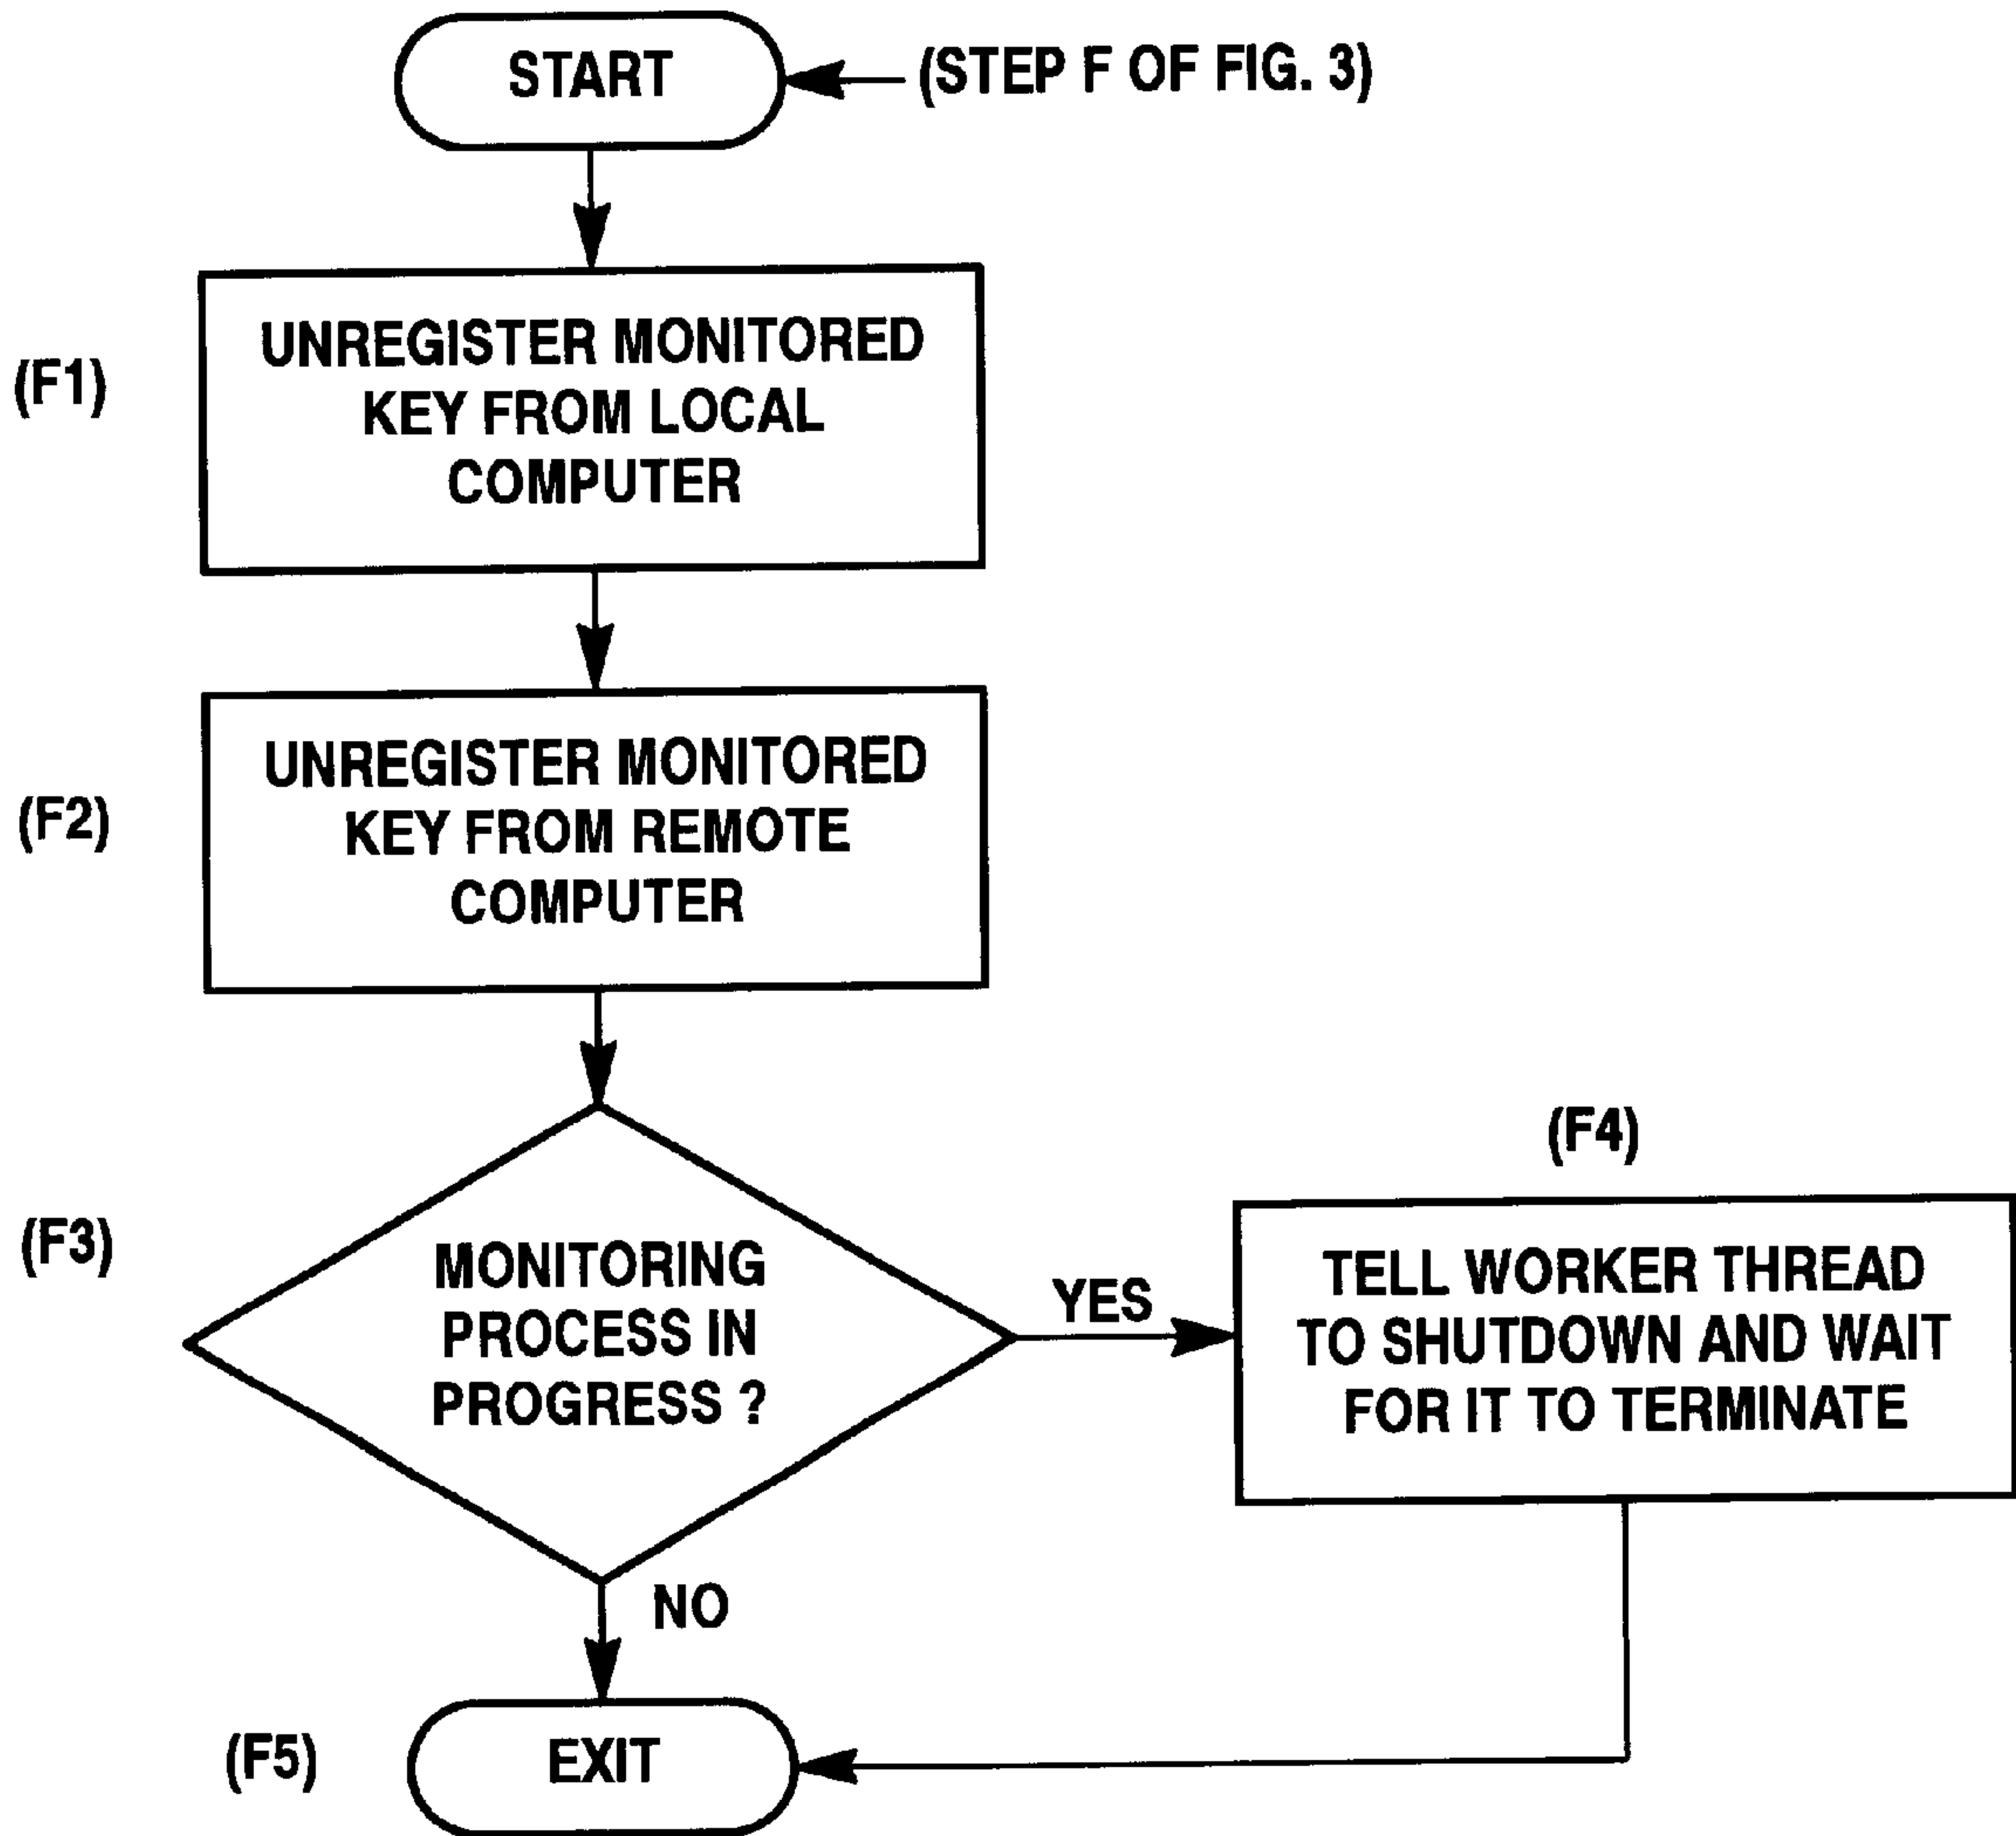 START
(STEP F OF FIG. 3)
(F1)
UNREGISTER MONITORED
KEY FROM LOCAL
COMPUTER
(F2)
UNREGISTER MONITORED
KEY FROM REMOTE
COMPUTER
(F3)
MONITORING
PROCESS IN
PROGRESS ?
YES
(F4)
TELL WORKER THREAD
TO SHUTDOWN AND WAIT
FOR IT TO TERMINATE
NO
(F5)
EXIT